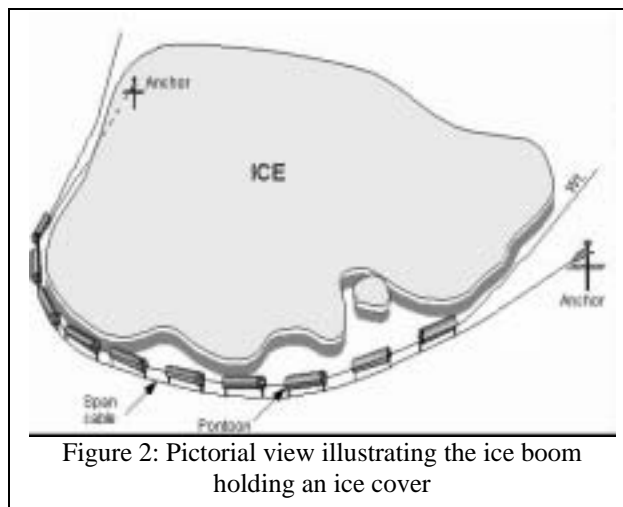 Anchor
ICE
Anchor
Span
cable
Pontoon
Figure 2: Pictorial view illustrating the ice boom
holding an ice cover